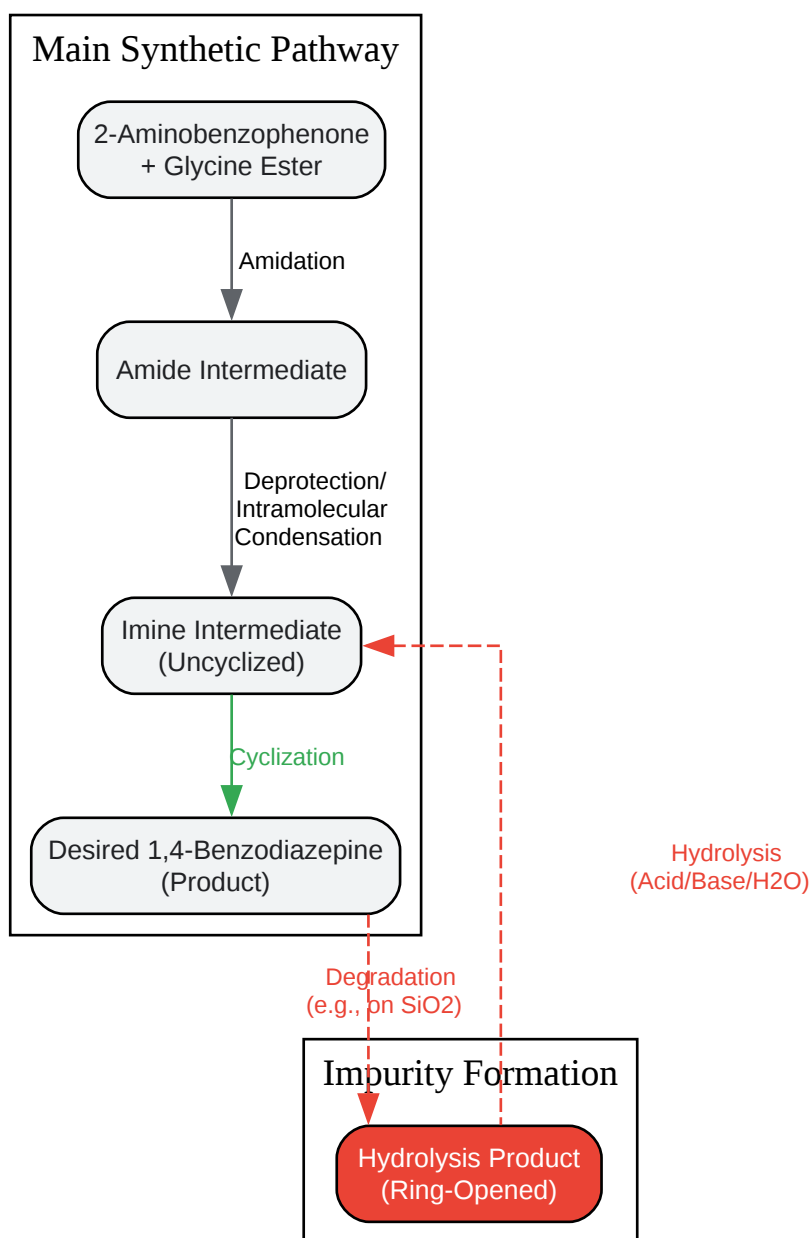 Main Synthetic Pathway
2-Aminobenzophenone
+ Glycine Ester
Amidation
Amide Intermediate
Deprotection/
Intramolecular
Condensation
Imine Intermediate
(Uncyclized)
Cyclization
Desired 1,4-Benzodiazepine
(Product)
Hydrolysis
(Acid/Base/H2O)
Degradation
(e.g., on SiO2)
Impurity Formation
Hydrolysis Product
(Ring-Opened)